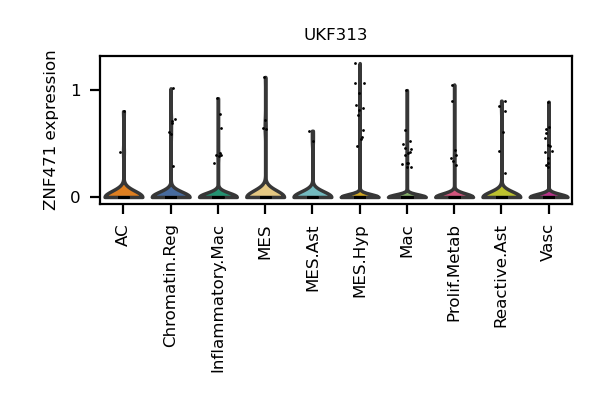 UKF313
ZNF471 expression
1
0
AC
Chromatin.Reg
Inflammatory.Mac
MES
MES.Ast
MES.Hyp
Mac
Prolif.Metab
Reactive.Ast
Vasc